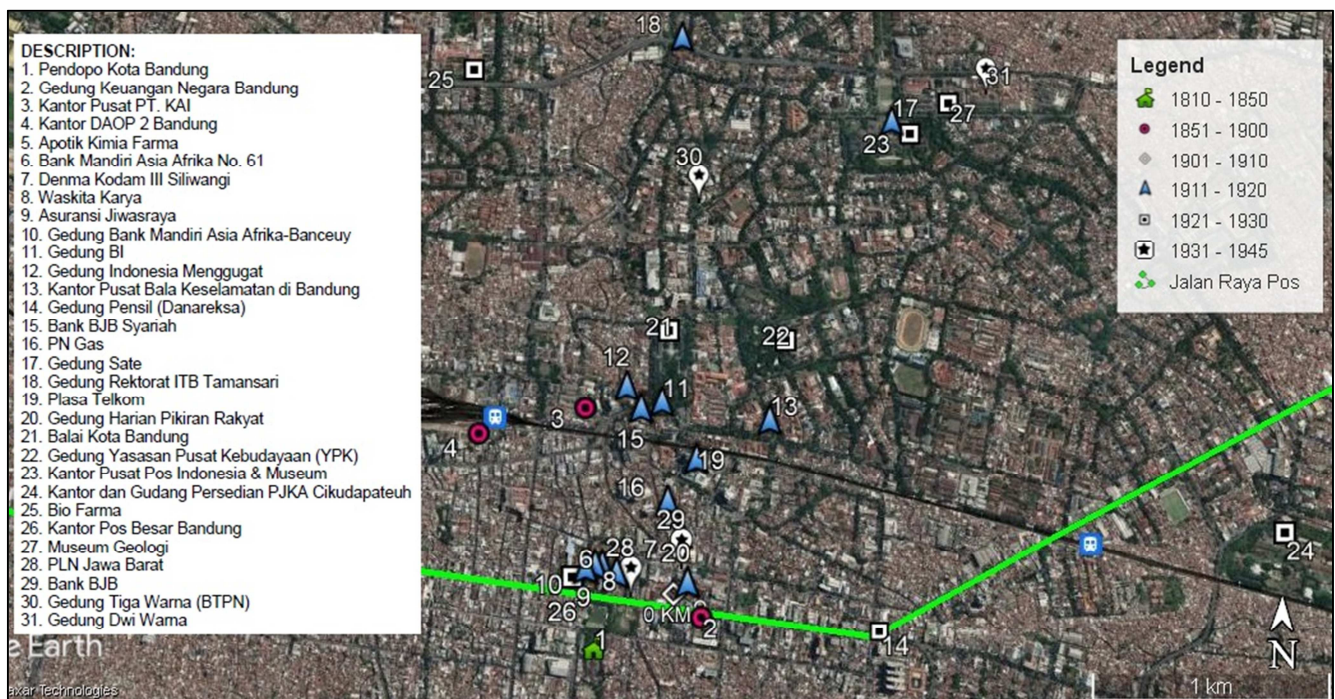 DESCRIPTION:
1. Pendopo Kota Bandung
2. Gedung Keuangan Negara Bandung
3. Kantor Pusat PT. KAI
4. Kantor DAOP 2 Bandung
5. Apotik Kimia Farma
6. Bank Mandiri Asia Afrika No. 61
7. Denma Kodam III Siliwangi
8. Waskita Karya
9. Asuransi Jiwasraya
10. Gedung Bank Mandiri Asia Afrika-Banceuy
11. Gedung BI
12. Gedung Indonesia Menggugat
13. Kantor Pusat Bala Keselamatan di Bandung
14. Gedung Pensil (Danareksa)
15. Bank BJB Syariah
16. PN Gas
17. Gedung Sate
18. Gedung Rektorat ITB Tamansari
19. Plasa Telkom
20. Gedung Harian Pikiran Rakyat
21. Balai Kota Bandung
22. Gedung Yasasan Pusat Kebudayaan (YPK)
23. Kantor Pusat Pos Indonesia & Museum
24. Kantor dan Gudang Persedian PJKA Cikudapateuh
25. Bio Farma
26. Kantor Pos Besar Bandung
27. Museum Geologi
28. PLN Jawa Barat
29. Bank BJB
30. Gedung Tiga Warna (BTPN)
31. Gedung Dwi Warna
Legend
1810 - 1850
1851 - 1900
1901 - 1910
1911 - 1920
1921 - 1930
1931 - 1945
Jalan Raya Pos
18
25
31
17
27
23
30
21
22
12
11
3
13
15
4
19
16
29
28
7
20
6
24
10
8
9
26
0 KM
2
14
1
N
Earth
1 km
axar Technologies